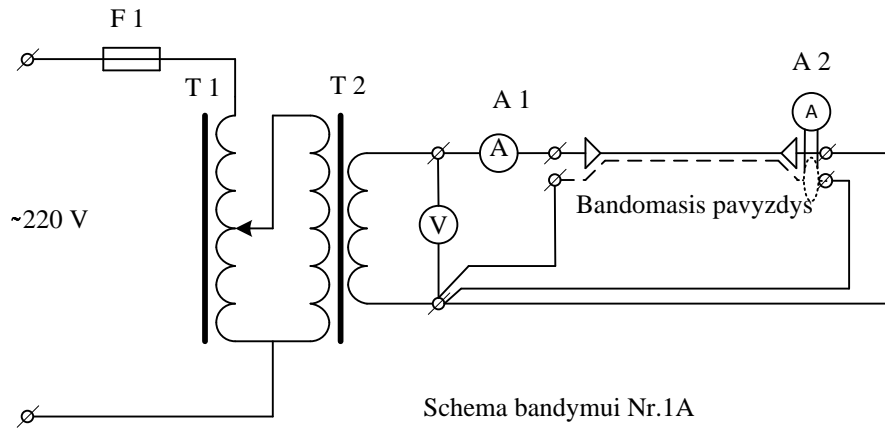 F 1
T 1
T 2
A 1
A 2
A
A
V
~220 V
Bandomasis pavyzdys
Schema bandymui Nr.1A